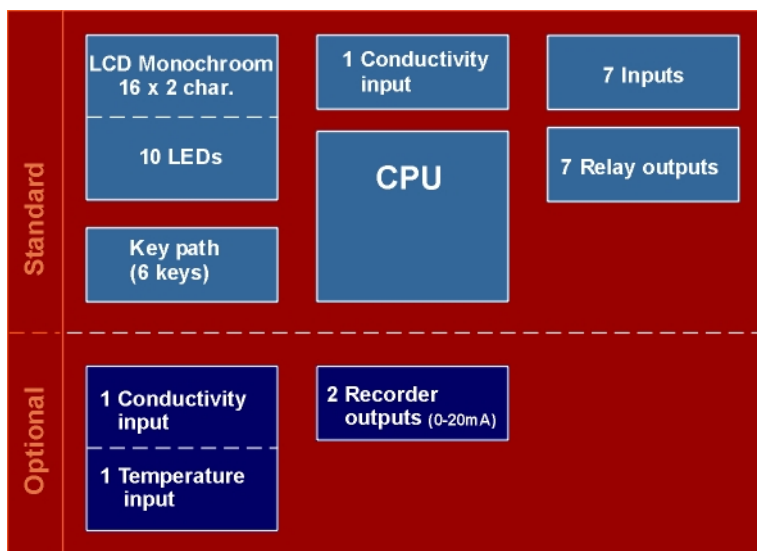 Standard
LCD Monochroom
16 x 2 char.
10 LEDs
Key path
(6 keys)
1 Conductivity
input
CPU
7 Inputs
7 Relay outputs
Optional
1 Conductivity
input
1 Temperature
input
2 Recorder
outputs (0-20mA)